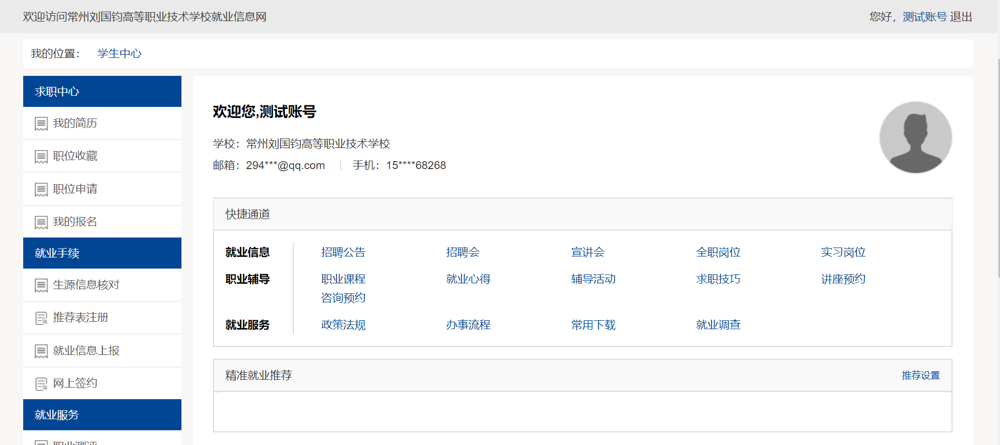 欢迎访问常州刘国钧高等职业技术学校就业信息网
您好，测试账号 退出
我的位置： 学生中心
求职中心
我的简历
职位收藏
职位申请
我的报名
就业手续
生源信息核对
推荐表注册
就业信息上报
网上签约
就业服务
职业测评
欢迎您,测试账号
学校：常州刘国钧高等职业技术学校
邮箱：294***@qq.com 手机：15****68268
快捷通道
就业信息 招聘公告 招聘会 宣讲会 全职岗位 实习岗位
职业辅导 职业课程 就业心得 辅导活动 求职技巧 讲座预约
咨询预约
就业服务 政策法规 办事流程 常用下载 就业调查
精准就业推荐 推荐设置